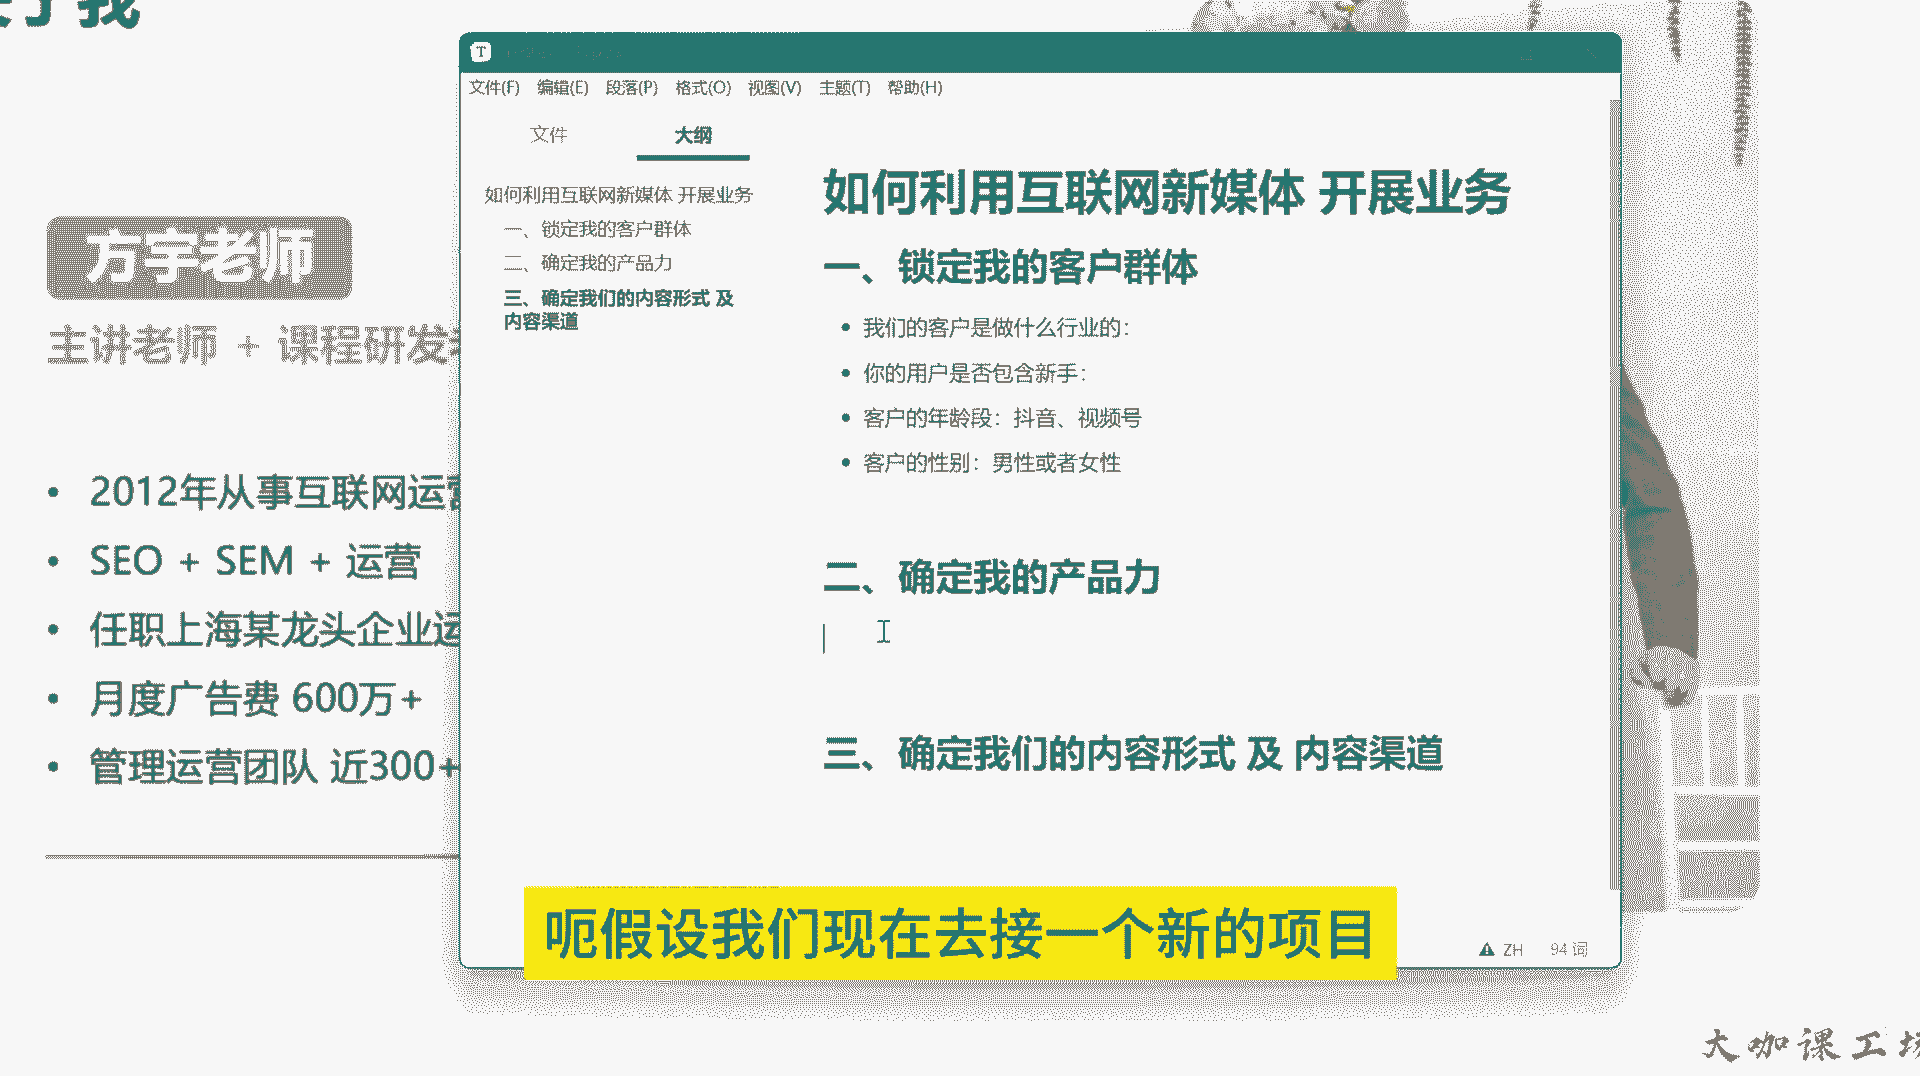 我
方宇老师
主讲老师 + 课程研发
2012年从事互联网运营
SEO + SEM + 运营
任职上海某龙头企业运
月度广告费 600万+
管理运营团队 近300+
T
文件(F) 编辑(E) 段落(P) 格式(O) 视图(V) 主题(T) 帮助(H)
文件 大纲
如何利用互联网新媒体 开展业务
一、锁定我的客户群体
二、确定我的产品力
三、确定我们的内容形式 及
内容渠道
如何利用互联网新媒体 开展业务
一、锁定我的客户群体
我们的客户是做什么行业的：
你的用户是否包含新手：
客户的年龄段：抖音、视频号
客户的性别：男性或者女性
二、确定我的产品力
三、确定我们的内容形式 及 内容渠道
ZH 94 词
呃假设我们现在去接一个新的项目
大咖课工场